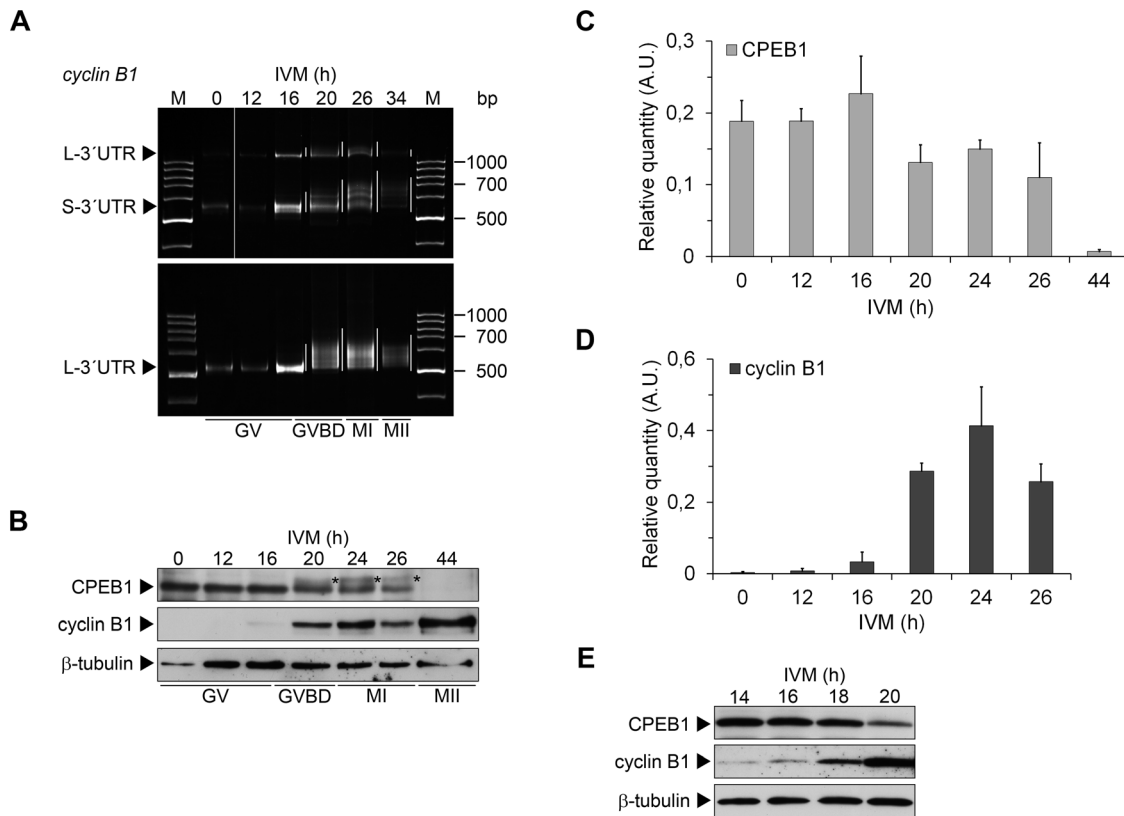 A
cyclin B1
IVM (h)
M 0 12 16 20 26 34 M bp
L-3´UTR
S-3´UTR
1000
700
500
L-3´UTR
1000
700
500
GV GVBD MI MII
B
IVM (h)
0 12 16 20 24 26 44
CPEB1 * * *
cyclin B1
β-tubulin
GV GVBD MI MII
C
CPEB1
Relative quantity (A.U.)
0,3
0,2
0,1
0
0 12 16 20 24 26 44
IVM (h)
D
cyclin B1
Relative quantity (A.U.)
0,6
0,4
0,2
0
0 12 16 20 24 26
IVM (h)
E
IVM (h)
14 16 18 20
CPEB1
cyclin B1
β-tubulin